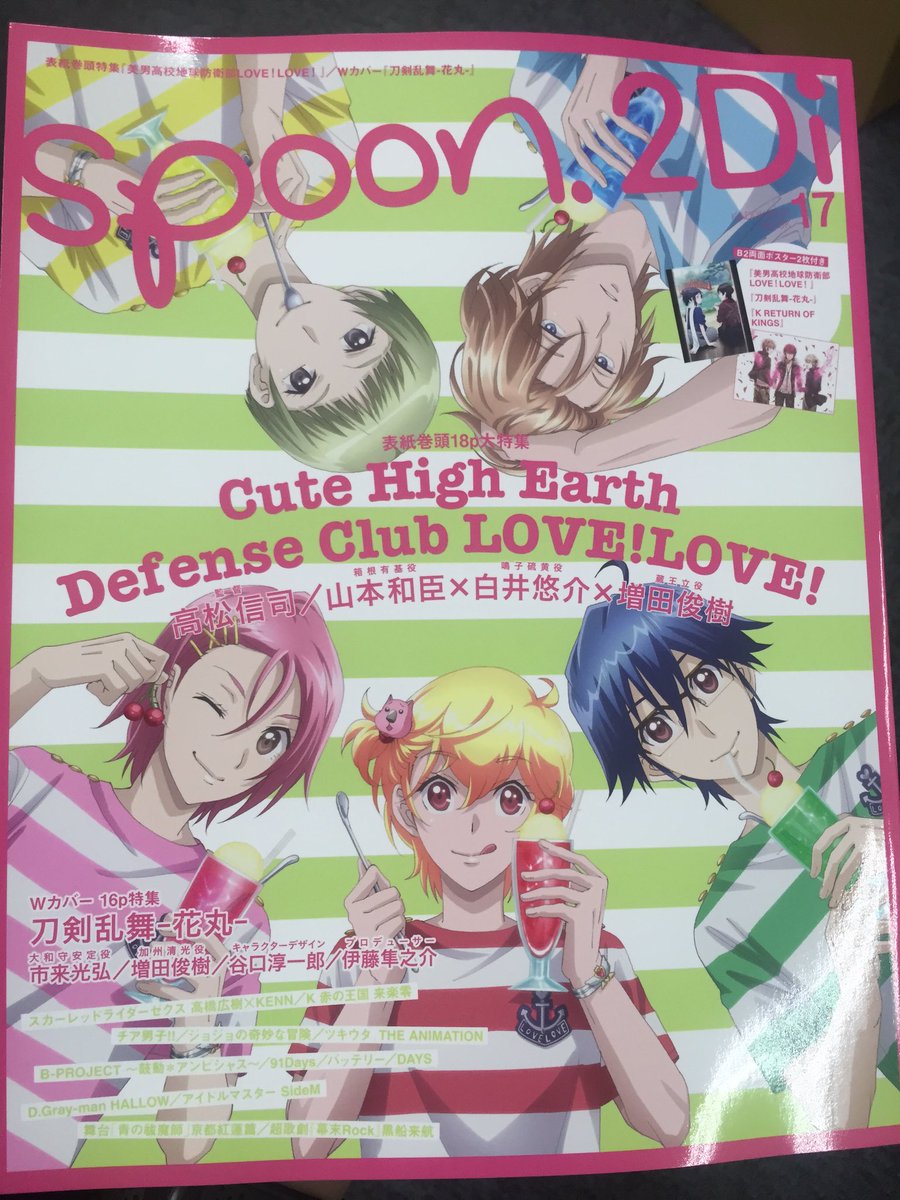 表紙巻頭特集『美男高校地球防衛部LOVE!LOVE!』/Wカバー『刀剣乱舞-花丸-』
spoon.2Di
17
B2両面ポスター2枚付き
『美男高校地球防衛部
LOVE!LOVE!』
『刀剣乱舞-花丸-』
『K RETURN OF
KINGS』
表紙巻頭18p大特集
Cute High Earth
Defense Club LOVE!LOVE!
監督 箱根有基役 鳴子硫黄役 蔵王立役
高松信司/山本和臣×白井悠介×増田俊樹
Wカバー 16p特集
刀剣乱舞-花丸-
大和守安定役 加州清光役 キャラクターデザイン プロデューサー
市来光弘/増田俊樹/谷口淳一郎/伊藤隼之介
スカーレットライダーゼクス 高橋広樹×KENN/K 赤の王国 来楽零
チア男子!!/ジョジョの奇妙な冒険/ツキウタ THE ANIMATION
B-PROJECT ~鼓動*アンビシャス~/91Days/バッテリー/DAYS
D.Gray-man HALLOW/アイドルマスター SideM
舞台『青の祓魔師』京都紅蓮篇/超歌劇『幕末Rock』黒船来航
LOVELOVE